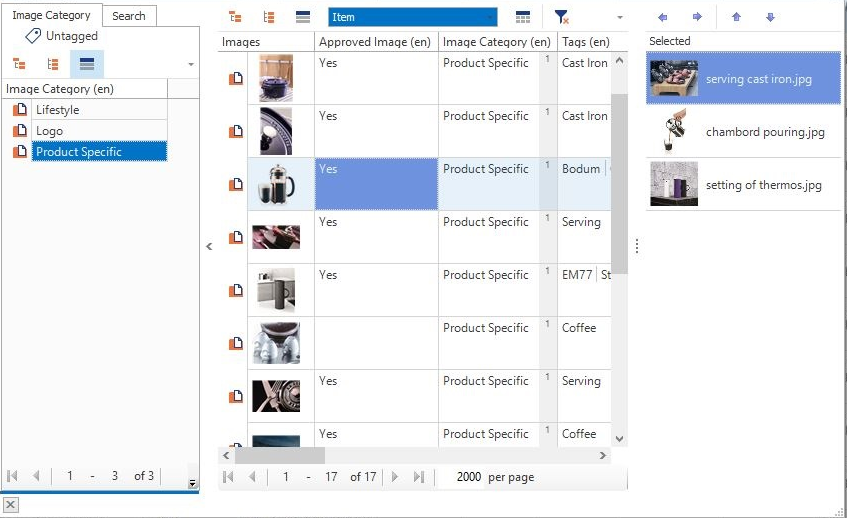 Image Category
Search
Untagged
Image Category (en)
Lifestyle
Logo
Product Specific
1 - 3 of 3
Item
Images Approved Image (en) Image Category (en) Tags (en)
Yes Product Specific 1 Cast Iron
Yes Product Specific 1 Cast Iron
Yes Product Specific 1 Bodum
Yes Product Specific 1 Serving
Yes Product Specific 1 EM77 St
Product Specific 1 Coffee
Yes Product Specific 1 Serving
Yes Product Specific 1 Coffee
1 - 17 of 17 2000 per page
Selected
serving cast iron.jpg
chambord pouring.jpg
setting of thermos.jpg